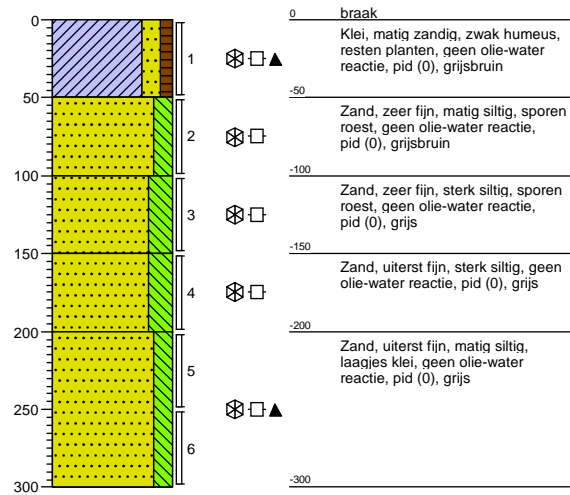 0
50
100
150
200
250
300
1
2
3
4
5
6
0
braak
Klei, matig zandig, zwak humeus,
resten planten, geen olie-water
reactie, pid (0), grijsbruin
-50
Zand, zeer fijn, matig siltig, sporen
roest, geen olie-water reactie,
pid (0), grijsbruin
-100
Zand, zeer fijn, sterk siltig, sporen
roest, geen olie-water reactie,
pid (0), grijs
-150
Zand, uiterst fijn, sterk siltig, geen
olie-water reactie, pid (0), grijs
-200
Zand, uiterst fijn, matig siltig,
laagjes klei, geen olie-water
reactie, pid (0), grijs
-300